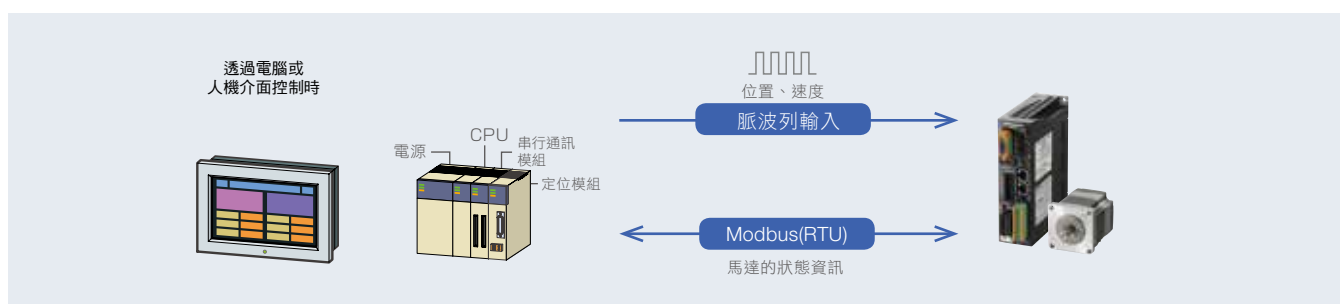 透過電腦或
人機介面控制時
電源
CPU
串行通訊
模組
定位模組
位置、速度
脈波列輸入
Modbus(RTU)
馬達的狀態資訊